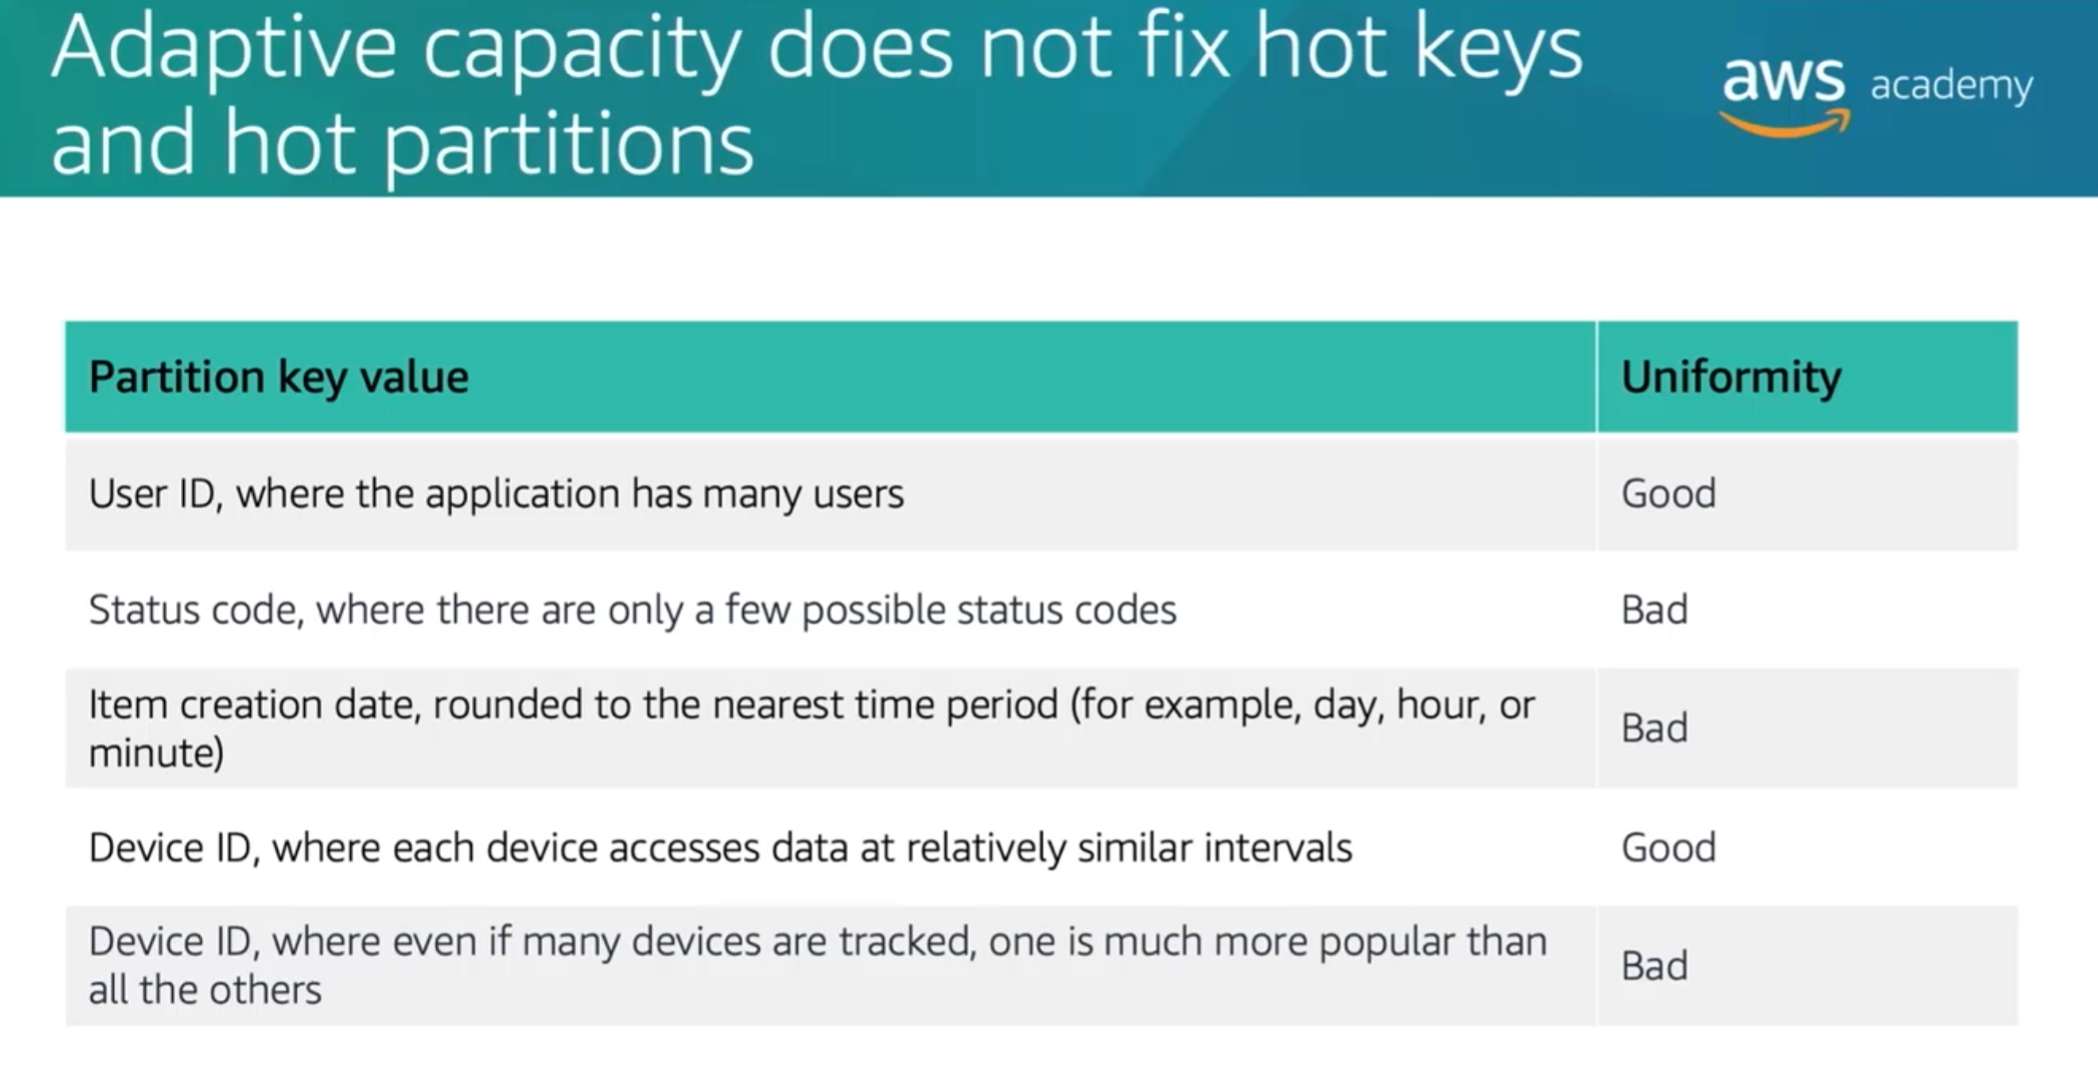 Adaptive capacity does not fix hot keys
and hot partitions
aws academy
Partition key value Uniformity
User ID, where the application has many users Good
Status code, where there are only a few possible status codes Bad
Item creation date, rounded to the nearest time period (for example, day, hour, or
minute)
Bad
Device ID, where each device accesses data at relatively similar intervals Good
Device ID, where even if many devices are tracked, one is much more popular than
all the others
Bad